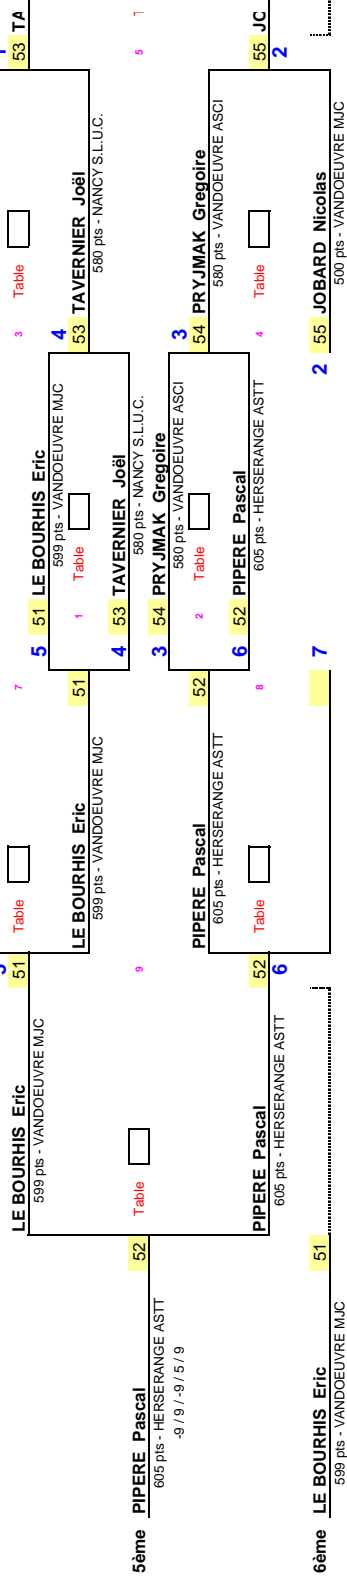 LE BOURHIS Eric
599 pts - VANDOEUVRE MJC
51
Table
7
3
Table
53 TA
5
51 LE BOURHIS Eric
599 pts - VANDOEUVRE MJC
4
LE BOURHIS Eric
599 pts - VANDOEUVRE MJC
51
1
Table
53 TAVERNIER Joël
580 pts - NANCY S.L.U.C.
4
53 TAVERNIER Joël
580 pts - NANCY S.L.U.C.
5ème PIPERE Pascal
605 pts - HERSERANGE ASTT
-9 / 9 / -9 / 5 / 9
52
Table
9
5
3
54 PRYJMAK Gregoire
580 pts - VANDOEUVRE ASCI
3
PIPERE Pascal
605 pts - HERSERANGE ASTT
52
2
Table
54 PRYJMAK Gregoire
580 pts - VANDOEUVRE ASCI
6
52 PIPERE Pascal
605 pts - HERSERANGE ASTT
PIPERE Pascal
605 pts - HERSERANGE ASTT
52
6
Table
8
4
Table
55 JC
2
7
2
6ème LE BOURHIS Eric
599 pts - VANDOEUVRE MJC
51
55 JOBARD Nicolas
500 pts - VANDOEUVRE MJC